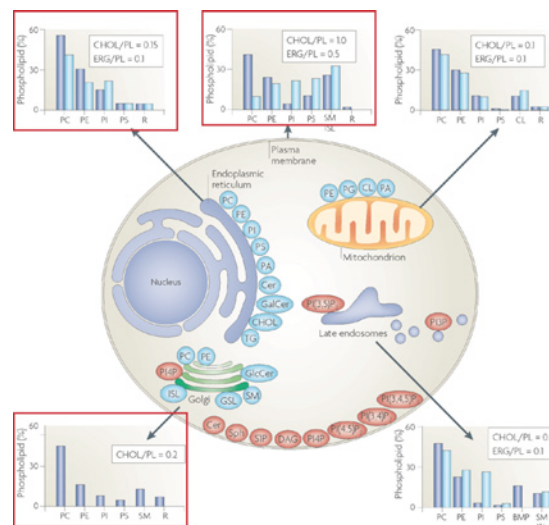 Phospholipid [%]
60
30
0
CHOL/PL = 0.15
ERG/PL = 0.1
PC PE PI PS R
Phospholipid [%]
60
30
0
CHOL/PL = 1.0
ERG/PL = 0.5
PC PE PI PS SM R
ISL
Phospholipid [%]
60
30
0
CHOL/PL = 0.1
ERG/PL = 0.1
PC PE PI PS CL R
Plasma
membrane
Endoplasmic
reticulum
PC
PE
PI
PS
PA
Cer
GalCer
CHOL
TG
PE PG CL PA
Mitochondrion
Nucleus
PI(3,5)P
Late endosomes
PI3P
PC PE
PI4P
GlcCer
ISL
Golgi
GSL
SM
Cer
Sph
S1P
DAG
PI4P
PI(4,5)P
PI(3,4)P
PI(3,4,5)P
Phospholipid [%]
60
30
0
CHOL/PL = 0.2
PC PE PI PS SM R
Phospholipid [%]
60
30
0
CHOL/PL = 0.
ERG/PL = 0.1
PC PE PI PS BMP SM